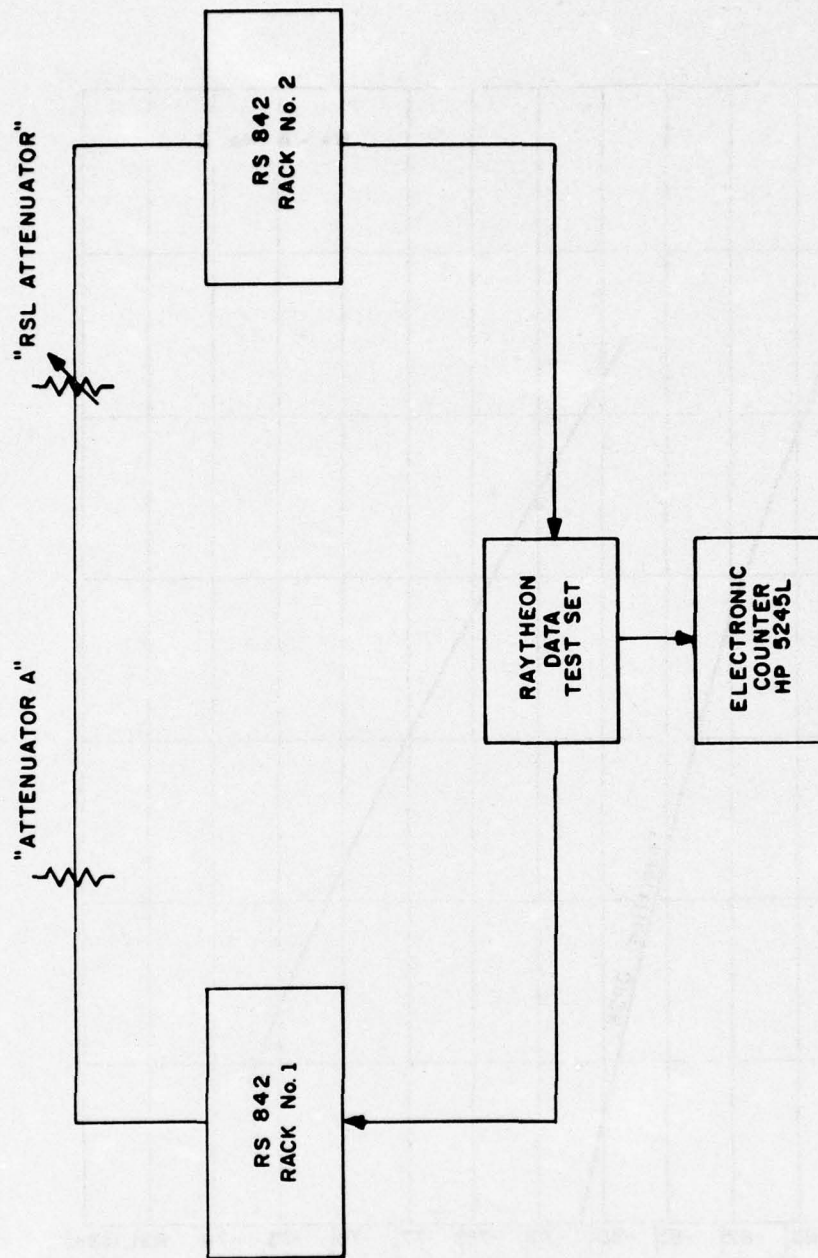 "ATTENUATOR A"
"RSL ATTENUATOR"
RS 842
RACK No.1
RS 842
RACK No. 2
RAYTHEON
DATA
TEST SET
ELECTRONIC
COUNTER
HP 5245L